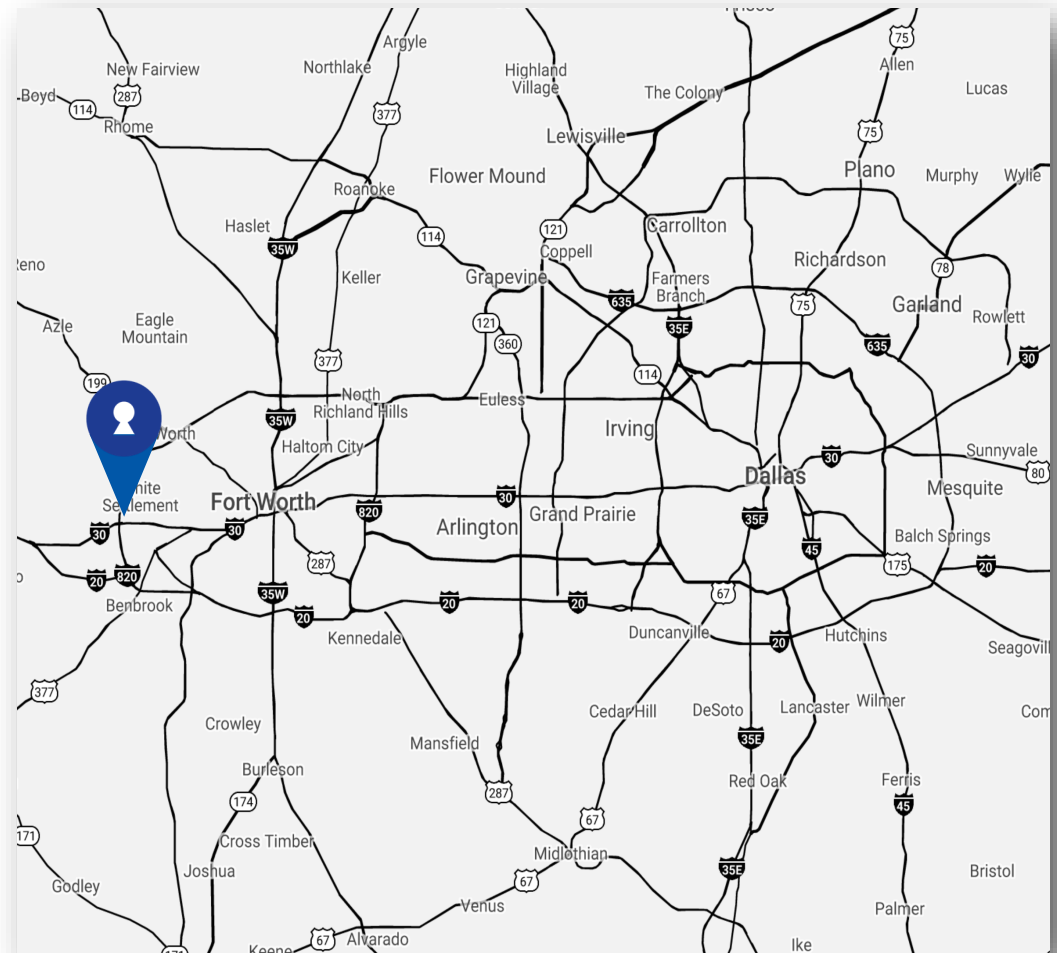 Argyle
75
New Fairview
Northlake
Highland
Village
Allen
287
The Colony
Lucas
Boyd
114
377
Rhome
Lewisville
75
Plano
Flower Mound
Murphy
Wylie
Roanoke
Haslet
121
Carrollton
114
35W
Coppell
Richardson
78
Keller
Grapevine
Farmers
Branch
635
75
Garland
Rowlett
Azle
Eagle
Mountain
121
35E
360
635
30
377
199
114
North
Richland Hills
Euless
35W
Irving
Worth
Haltom City
30
Sunnyvale
80
Dallas
Mesquite
Fort Worth
30
820
Arlington
Grand Prairie
35E
30
30
45
Balch Springs
287
175
20
20
820
35W
67
Benbrook
20
20
20
Kennedale
Duncanville
20
Hutchins
377
Cedar Hill
DeSoto
Lancaster
Wilmer
Crowley
Mansfield
35E
Burleson
Red Oak
Ferris
287
174
45
67
171
Cross Timber
Midlothian
35E
Joshua
Godley
67
Bristol
Venus
Palmer
67
Alvarado
Ike
Keene